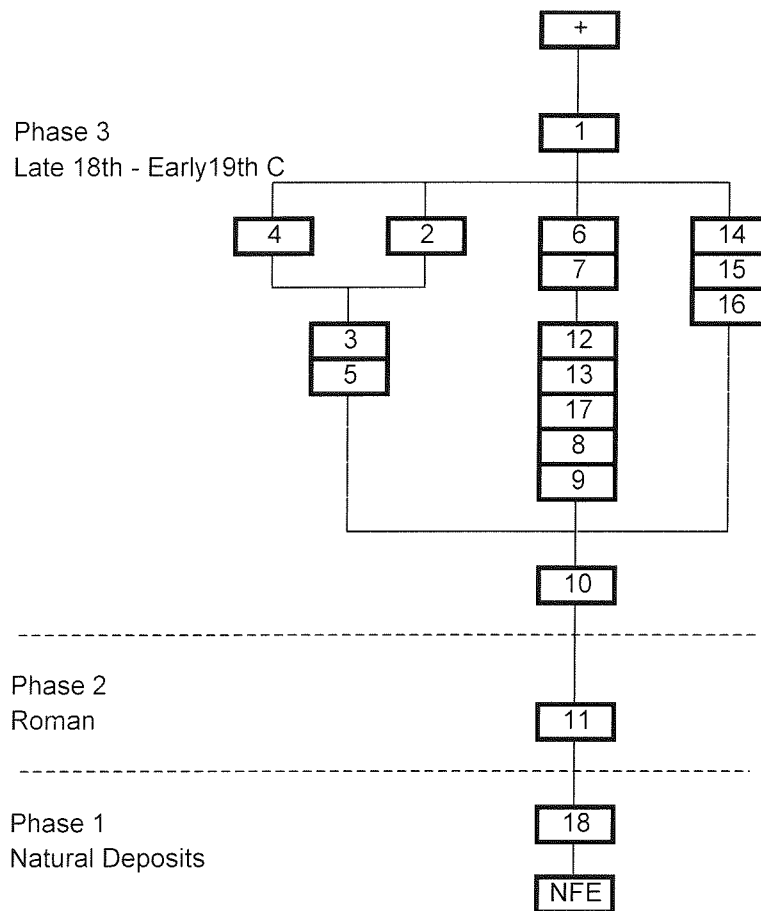 +
Phase 3
1
Late 18th - Early19th C
4
2
6
14
7
15
16
3
12
5
13
17
8
9
10
Phase 2
Roman
11
Phase 1
18
Natural Deposits
NFE